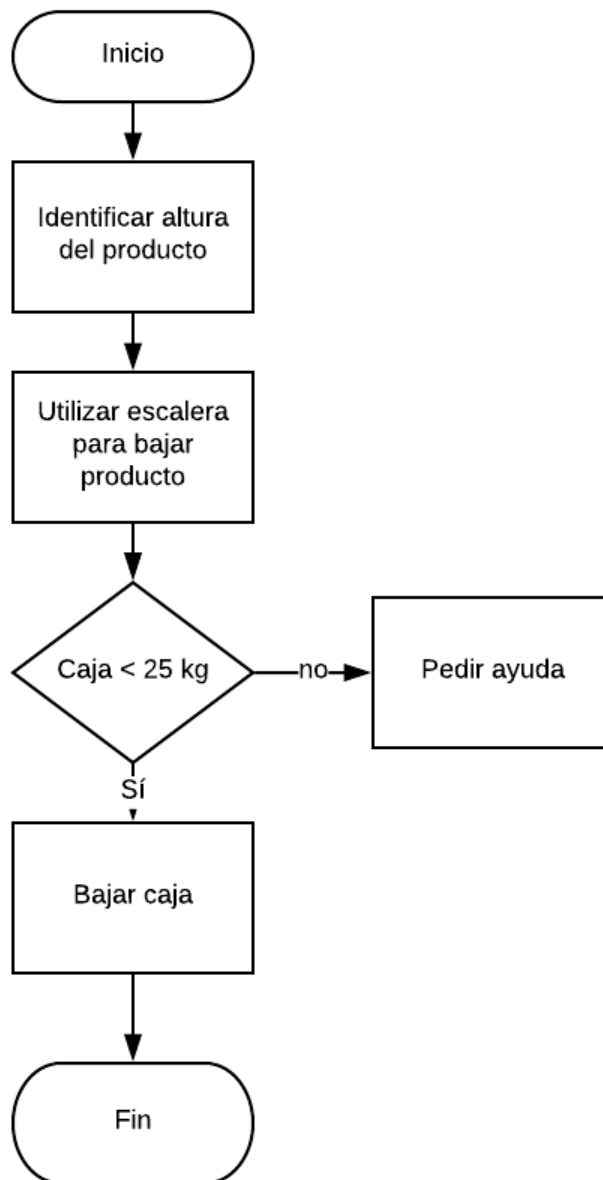 Inicio
Identificar altura
del producto
Utilizar escalera
para bajar
producto
Caja < 25 kg
no
Pedir ayuda
Sí
Bajar caja
Fin